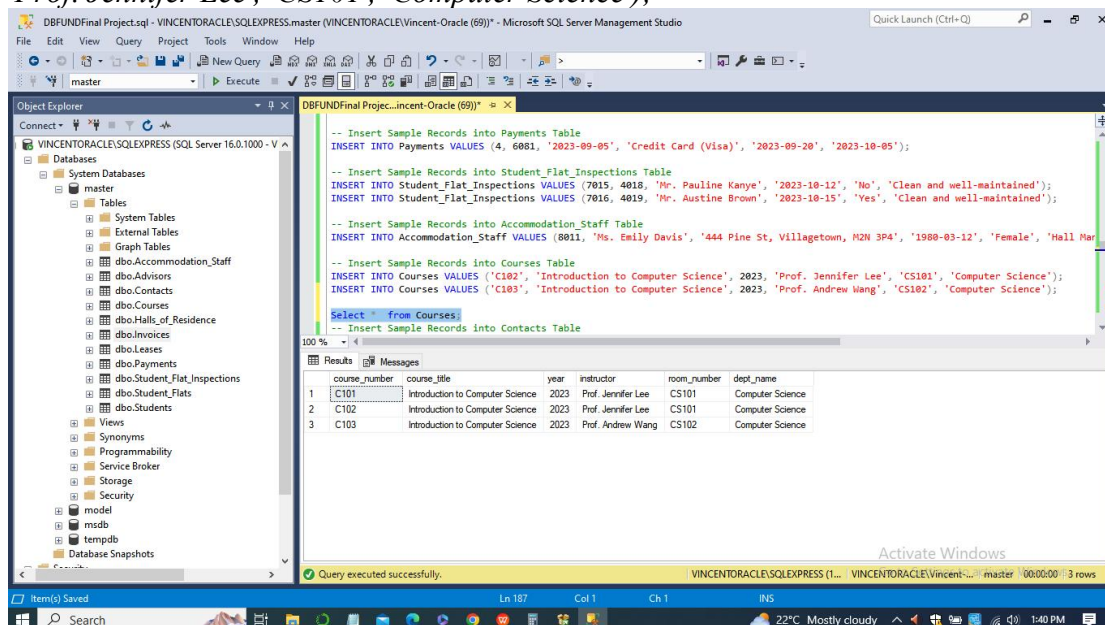 Prof. Jennifer Lee', 'CS101', 'Computer Science');
DBFUNDFinal Project.sql - VINCENTORACLE\SQLEXPRESS.master (VINCENTORACLE\Vincent-Oracle (69))* - Microsoft SQL Server Management Studio
Quick Launch (Ctrl+Q)
File Edit View Query Project Tools Window Help
New Query
master
Execute
Object Explorer
Connect
VINCENTORACLE\SQLEXPRESS (SQL Server 16.0.1000 - V
Databases
System Databases
master
Tables
System Tables
External Tables
Graph Tables
dbo.Accommodation_Staff
dbo.Advisors
dbo.Contacts
dbo.Courses
dbo.Halls_of_Residence
dbo.Invoices
dbo.Leases
dbo.Payments
dbo.Student_Flat_Inspections
dbo.Student_Flats
dbo.Students
Views
Synonyms
Programmability
Service Broker
Storage
Security
model
msdb
tempdb
Database Snapshots
DBFUNDFinal Projec...incent-Oracle (69))*
-- Insert Sample Records into Payments Table
INSERT INTO Payments VALUES (4, 6081, '2023-09-05', 'Credit Card (Visa)', '2023-09-20', '2023-10-05');
-- Insert Sample Records into Student_Flat_Inspections Table
INSERT INTO Student_Flat_Inspections VALUES (7015, 4018, 'Mr. Pauline Kanye', '2023-10-12', 'No', 'Clean and well-maintained');
INSERT INTO Student_Flat_Inspections VALUES (7016, 4019, 'Mr. Austine Brown', '2023-10-15', 'Yes', 'Clean and well-maintained');
-- Insert Sample Records into Accommodation_Staff Table
INSERT INTO Accommodation_Staff VALUES (8011, 'Ms. Emily Davis', '444 Pine St, Villagetown, M2N 3P4', '1980-03-12', 'Female', 'Hall Mar
-- Insert Sample Records into Courses Table
INSERT INTO Courses VALUES ('C102', 'Introduction to Computer Science', 2023, 'Prof. Jennifer Lee', 'CS101', 'Computer Science');
INSERT INTO Courses VALUES ('C103', 'Introduction to Computer Science', 2023, 'Prof. Andrew Wang', 'CS102', 'Computer Science');
Select * from Courses;
-- Insert Sample Records into Contacts Table
100 %
Results Messages
course_number course_title year instructor room_number dept_name
1 C101 Introduction to Computer Science 2023 Prof. Jennifer Lee CS101 Computer Science
2 C102 Introduction to Computer Science 2023 Prof. Jennifer Lee CS101 Computer Science
3 C103 Introduction to Computer Science 2023 Prof. Andrew Wang CS102 Computer Science
Activate Windows
Query executed successfully.
VINCENTORACLE\SQLEXPRESS (1... VINCENTORACLE\Vincent-... master 00:00:00 3 rows
Item(s) Saved Ln 187 Col 1 Ch 1 INS
Search 22°C Mostly cloudy 1:40 PM